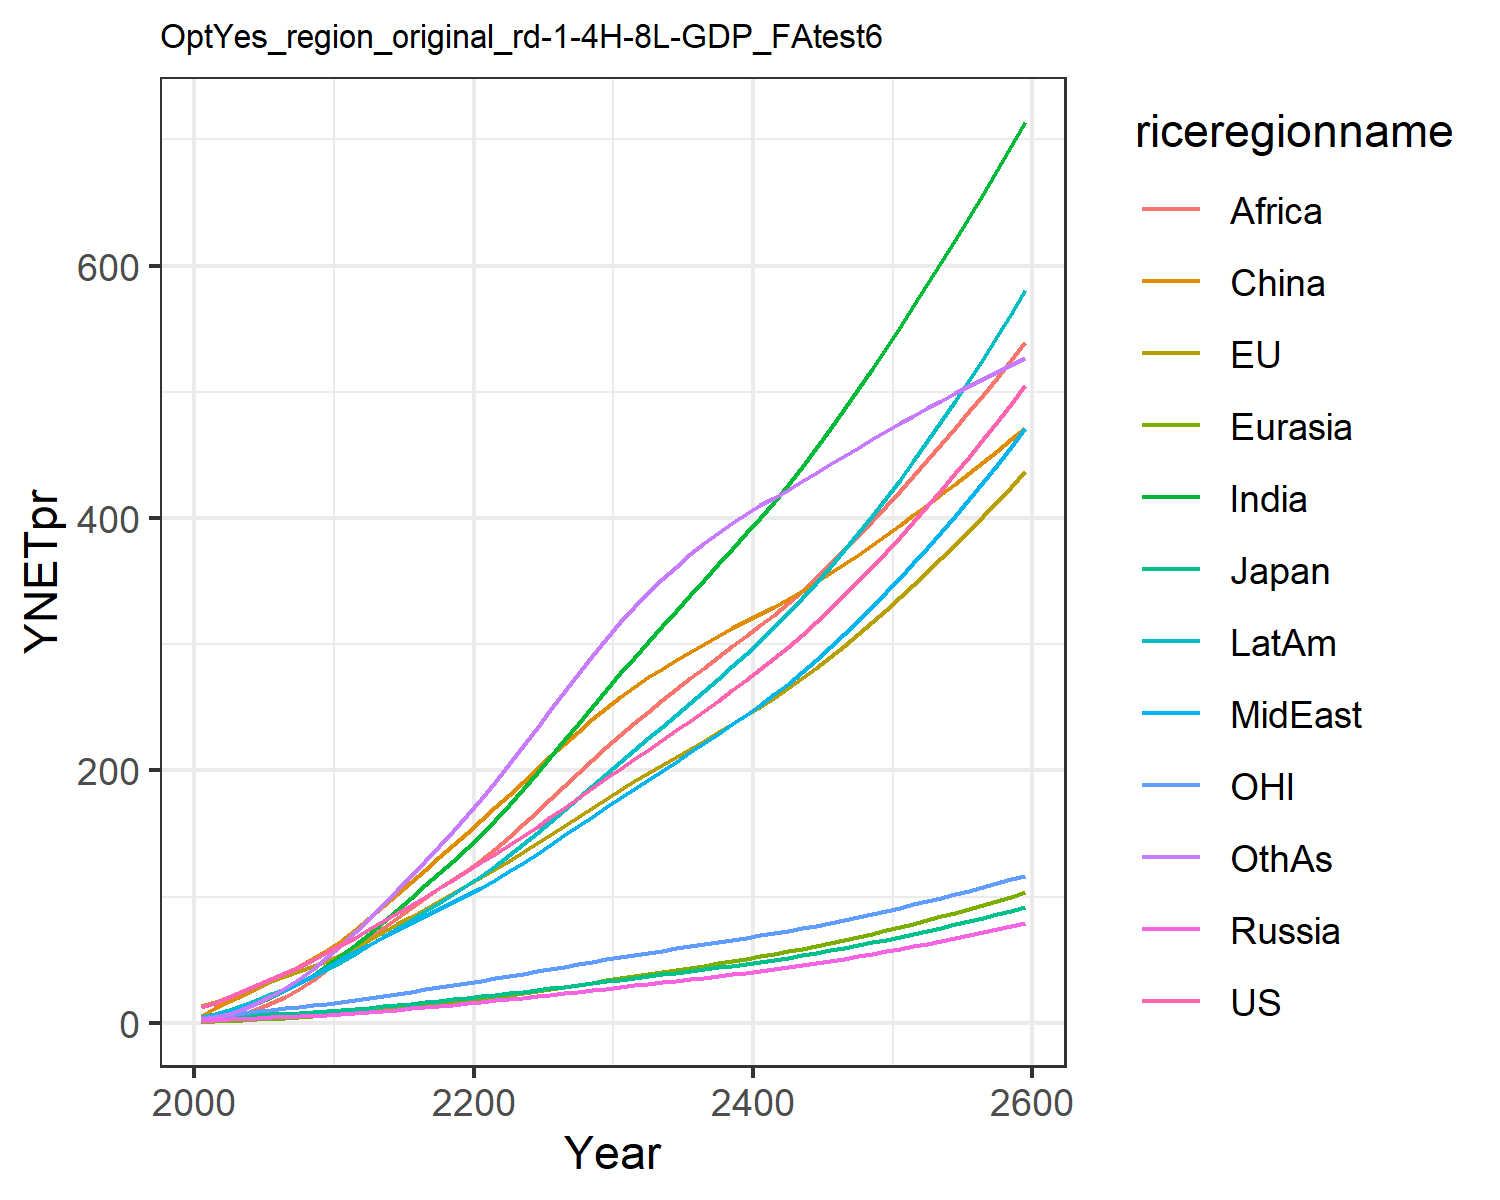 OptYes_region_original_rd-1-4H-8L-GDP_FAtest6
YNETpr
600
400
200
0
2000 2200 2400 2600
Year
riceregionname
Africa
China
EU
Eurasia
India
Japan
LatAm
MidEast
OHI
OthAs
Russia
US